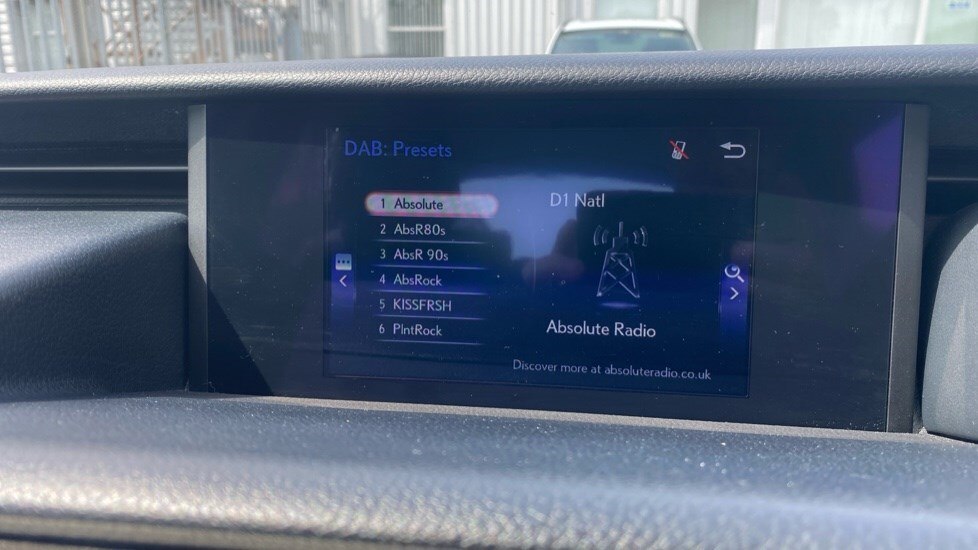 DAB: Presets
1 Absolute
2 AbsR80s
3 AbsR 90s
4 AbsRock
5 KISSFRSH
6 PlntRock
D1 Natl
Absolute Radio
Discover more at absoluteradio.co.uk